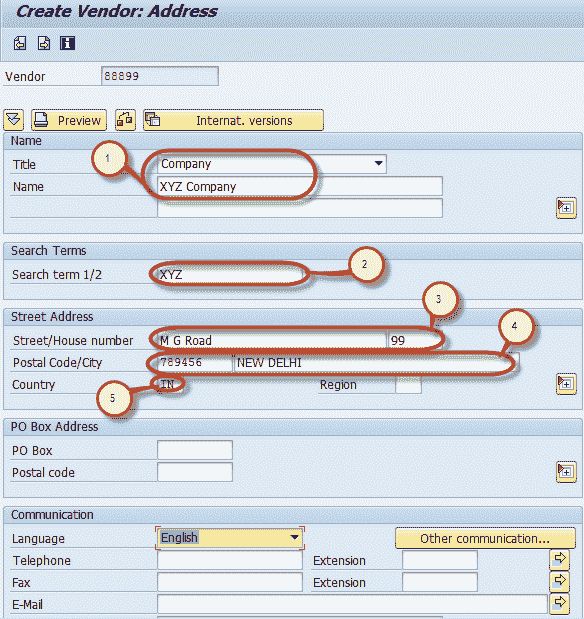 Create Vendor: Address
Vendor 88899
Preview Internat. versions
Name
1
Title Company
Name XYZ Company
Search Terms
Search term 1/2 XYZ 2
Street Address 3
Street/House number M G Road 99 4
Postal Code/City 789456 NEW DELHI
Country IN Region
5
PO Box Address
PO Box
Postal code
Communication
Language English Other communication...
Telephone Extension
Fax Extension
E-Mail